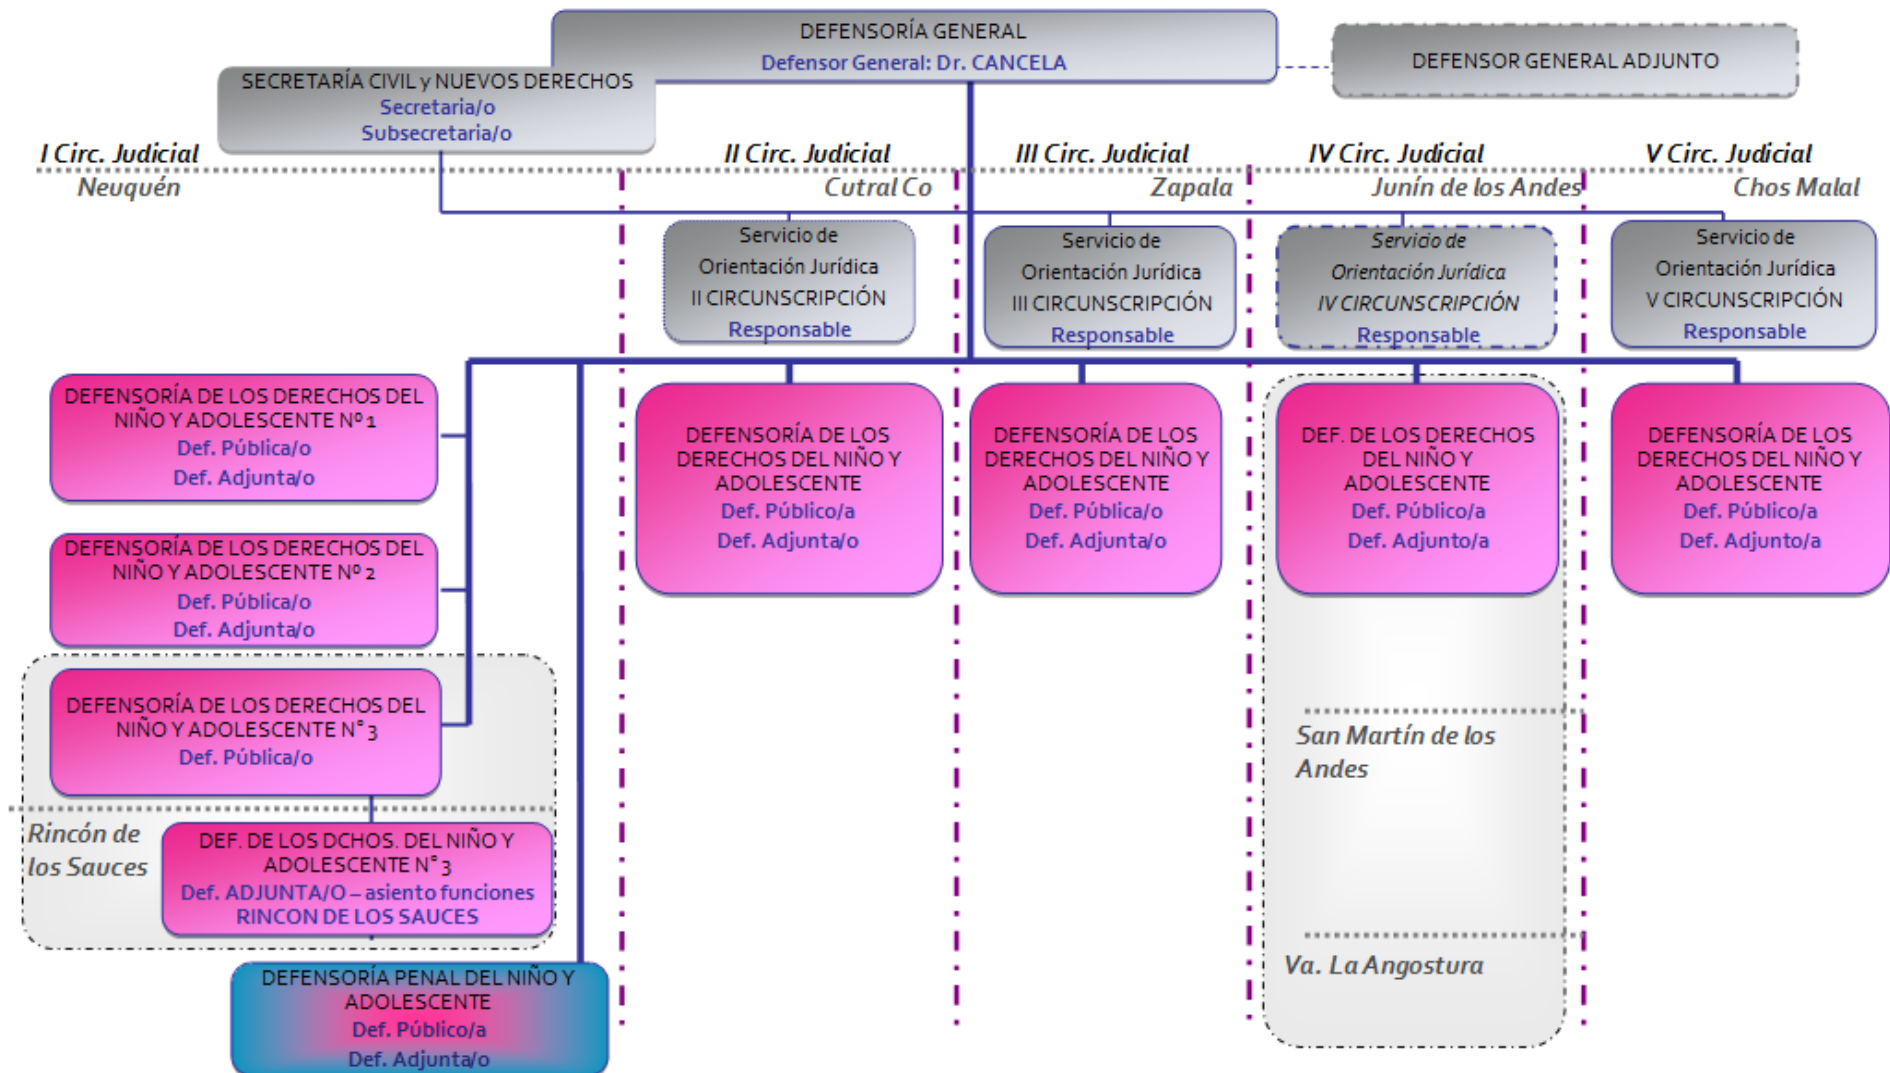 DEFENSORÍA GENERAL
Defensor General: Dr. CANCELA
DEFENSOR GENERAL ADJUNTO
SECRETARÍA CIVIL y NUEVOS DERECHOS
Secretaria/o
Subsecretaria/o
I Circ. Judicial
Neuquén
II Circ. Judicial
Cutral Co
III Circ. Judicial
Zapala
IV Circ. Judicial
Junín de los Andes
V Circ. Judicial
Chos Malal
Servicio de
Orientación Jurídica
II CIRCUNSCRIPCIÓN
Responsable
Servicio de
Orientación Jurídica
III CIRCUNSCRIPCIÓN
Responsable
Servicio de
Orientación Jurídica
IV CIRCUNSCRIPCIÓN
Responsable
Servicio de
Orientación Jurídica
V CIRCUNSCRIPCIÓN
Responsable
DEFENSORÍA DE LOS DERECHOS DEL
NIÑO Y ADOLESCENTE Nº 1
Def. Pública/o
Def. Adjunta/o
DEFENSORÍA DE LOS DERECHOS DEL
NIÑO Y ADOLESCENTE Nº 2
Def. Pública/o
Def. Adjunta/o
DEFENSORÍA DE LOS DERECHOS DEL
NIÑO Y ADOLESCENTE N° 3
Def. Pública/o
Rincón de
los Sauces
DEF. DE LOS DCHOS. DEL NIÑO Y
ADOLESCENTE N° 3
Def. ADJUNTA/O – asiento funciones
RINCON DE LOS SAUCES
DEFENSORÍA PENAL DEL NIÑO Y
ADOLESCENTE
Def. Público/a
Def. Adjunta/o
DEFENSORÍA DE LOS
DERECHOS DEL NIÑO Y
ADOLESCENTE
Def. Público/a
Def. Adjunta/o
DEFENSORÍA DE LOS
DERECHOS DEL NIÑO Y
ADOLESCENTE
Def. Pública/o
Def. Adjunta/o
DEF. DE LOS DERECHOS
DEL NIÑO Y
ADOLESCENTE
Def. Público/a
Def. Adjunto/a
San Martín de los
Andes
Va. La Angostura
DEFENSORÍA DE LOS
DERECHOS DEL NIÑO Y
ADOLESCENTE
Def. Público/a
Def. Adjunto/a